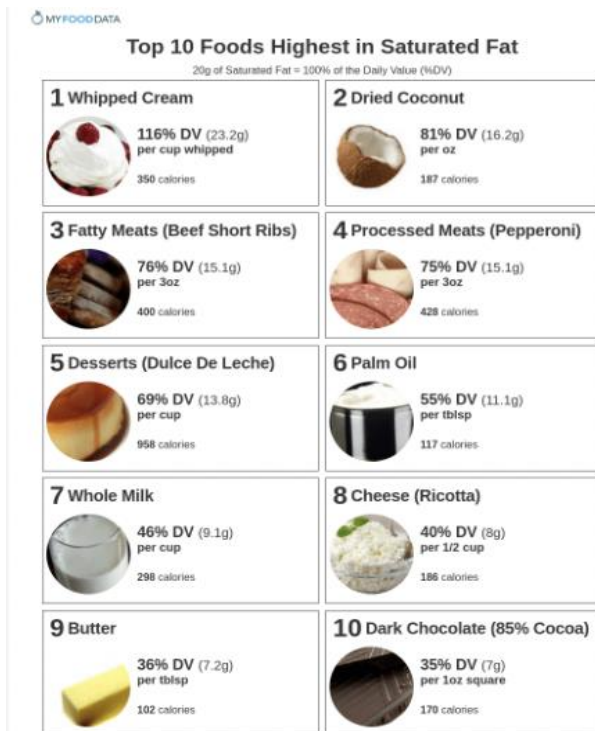 MYFOODDATA
Top 10 Foods Highest in Saturated Fat
20g of Saturated Fat = 100% of the Daily Value (%DV)
1 Whipped Cream
116% DV (23.2g)
per cup whipped
350 calories
2 Dried Coconut
81% DV (16.2g)
per oz
187 calories
3 Fatty Meats (Beef Short Ribs)
76% DV (15.1g)
per 3oz
400 calories
4 Processed Meats (Pepperoni)
75% DV (15.1g)
per 3oz
428 calories
5 Desserts (Dulce De Leche)
69% DV (13.8g)
per cup
958 calories
6 Palm Oil
55% DV (11.1g)
per tblsp
117 calories
7 Whole Milk
46% DV (9.1g)
per cup
298 calories
8 Cheese (Ricotta)
40% DV (8g)
per 1/2 cup
186 calories
9 Butter
36% DV (7.2g)
per tblsp
102 calories
10 Dark Chocolate (85% Cocoa)
35% DV (7g)
per 1oz square
170 calories